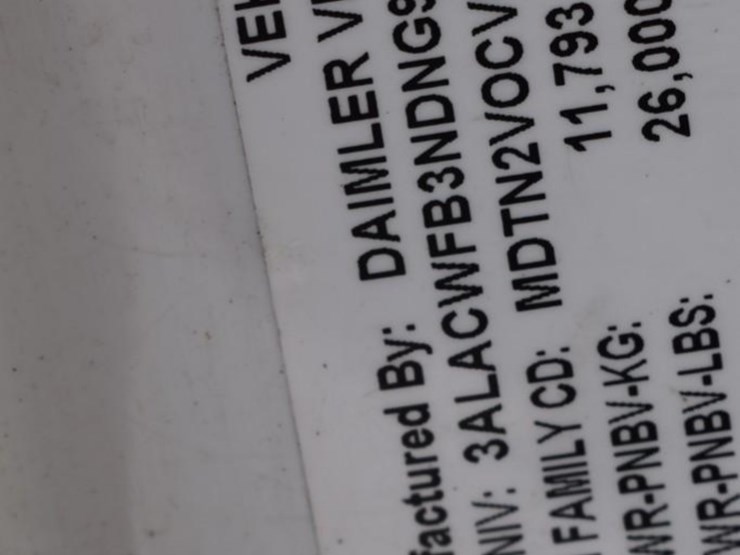 VEH
factured By: DAIMLER V
NIV: 3ALACWFB3NDNG9
FAMILY CD: MDTN2VOCV
WR-PNBV-KG: 11,793
WR-PNBV-LBS: 26,000